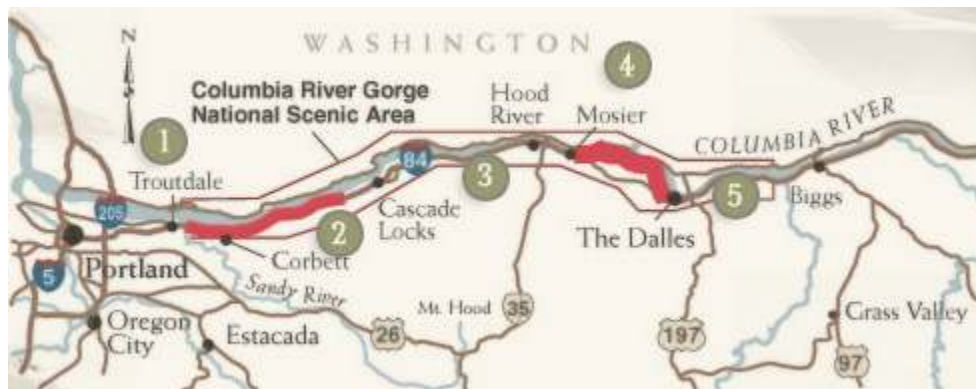 N
WASHINGTON
4
Columbia River Gorge
National Scenic Area
Hood
River
Mosier
COLUMBIA RIVER
1
84
Troutdale
3
5
205
2
Cascade
Locks
Biggs
The Dalles
Corbett
Portland
5
Sandy River
Mt. Hood
35
Grass Valley
Oregon
City
Estacada
26
197
97